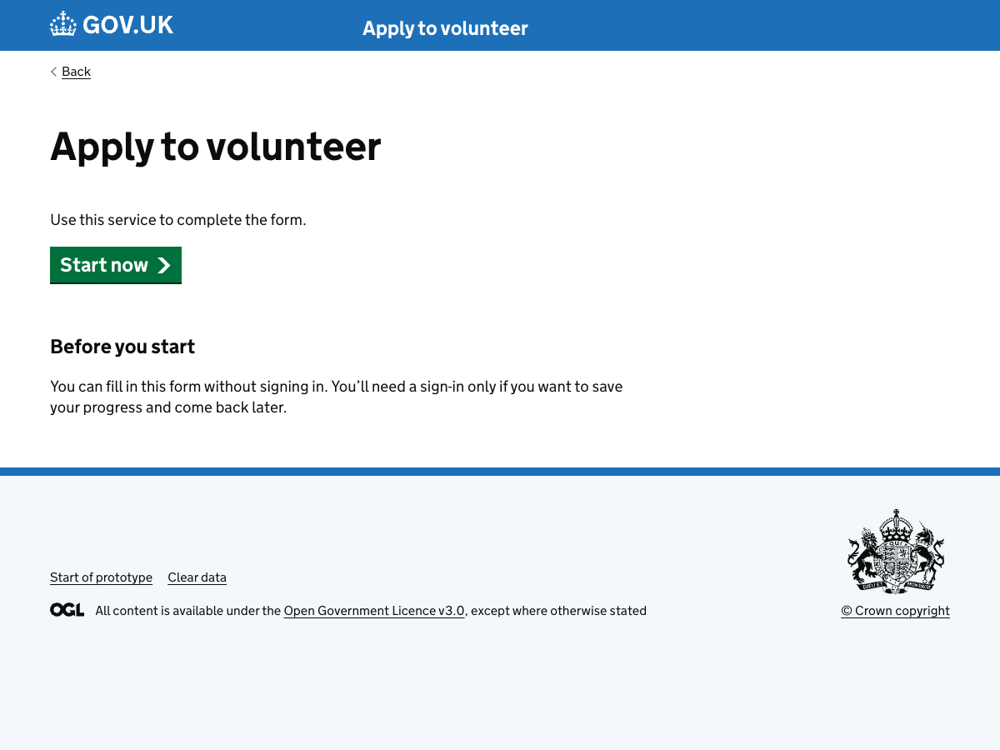 GOV.UK
Apply to volunteer
Back
Apply to volunteer
Use this service to complete the form.
Start now
Before you start
You can fill in this form without signing in. You’ll need a sign-in only if you want to save
your progress and come back later.
Start of prototype Clear data
OGL All content is available under the Open Government Licence v3.0, except where otherwise stated
© Crown copyright